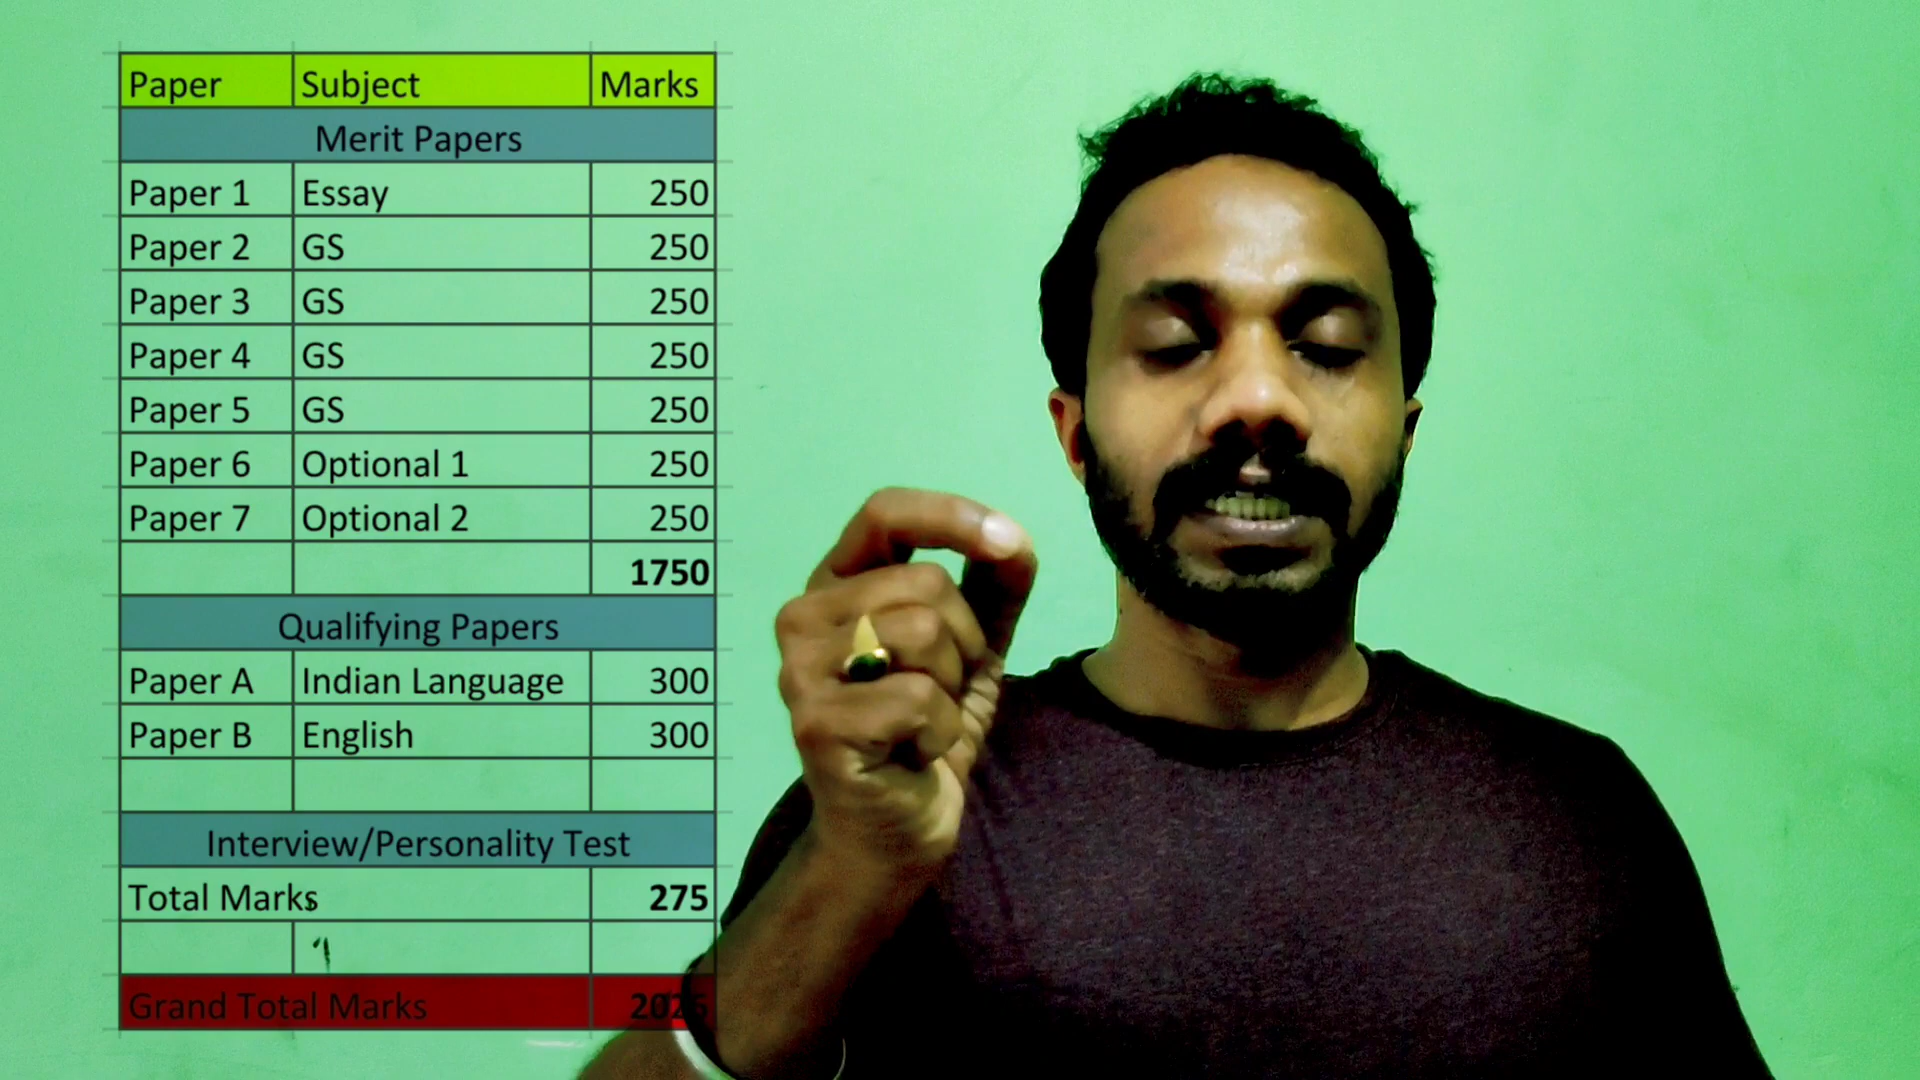 Paper Subject Marks
Merit Papers
Paper 1 Essay 250
Paper 2 GS 250
Paper 3 GS 250
Paper 4 GS 250
Paper 5 GS 250
Paper 6 Optional 1 250
Paper 7 Optional 2 250
1750
Qualifying Papers
Paper A Indian Language 300
Paper B English 300
Interview/Personality Test
Total Marks 275
Grand Total Marks 2025